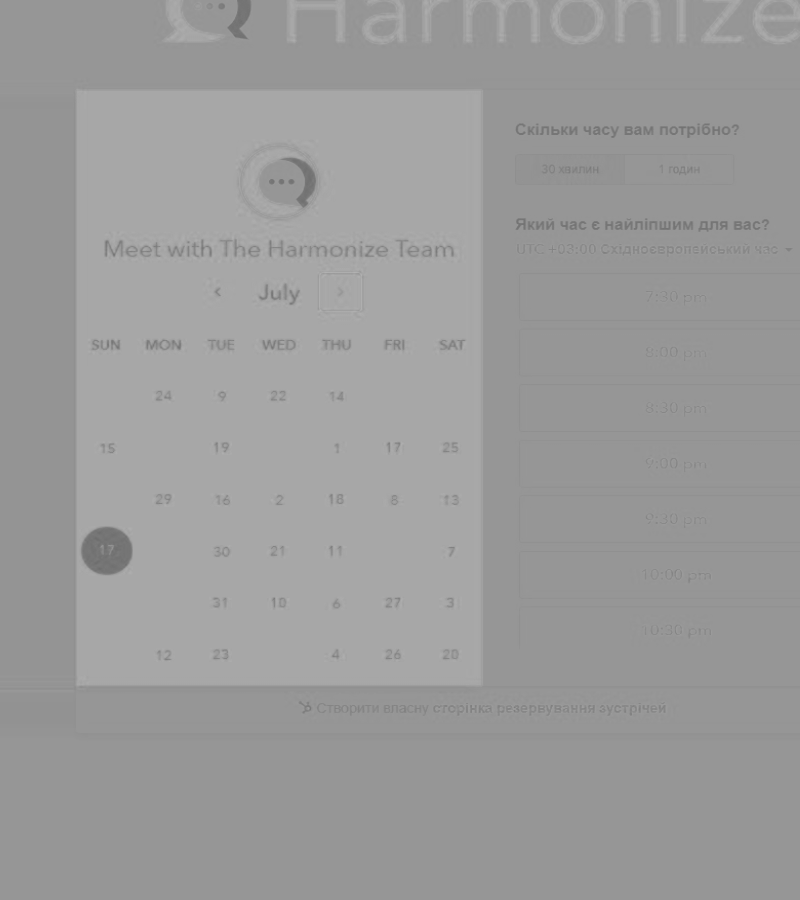 Harmonize
Meet with The Harmonize Team
July
SUN MON TUE WED THU FRI SAT
24 9 22 14
15 19 1 17 25
29 16 2 18 8 13
17 30 21 11 7
31 10 6 27 3
12 23 4 26 20
Скільки часу вам потрібно?
30 хвилин 1 годин
Який час є найліпшим для вас?
UTC +03:00 Східноєвропейський час
7:30 pm
8:00 pm
8:30 pm
9:00 pm
9:30 pm
10:00 pm
10:30 pm
Створити власну сторінка резервування зустрічей